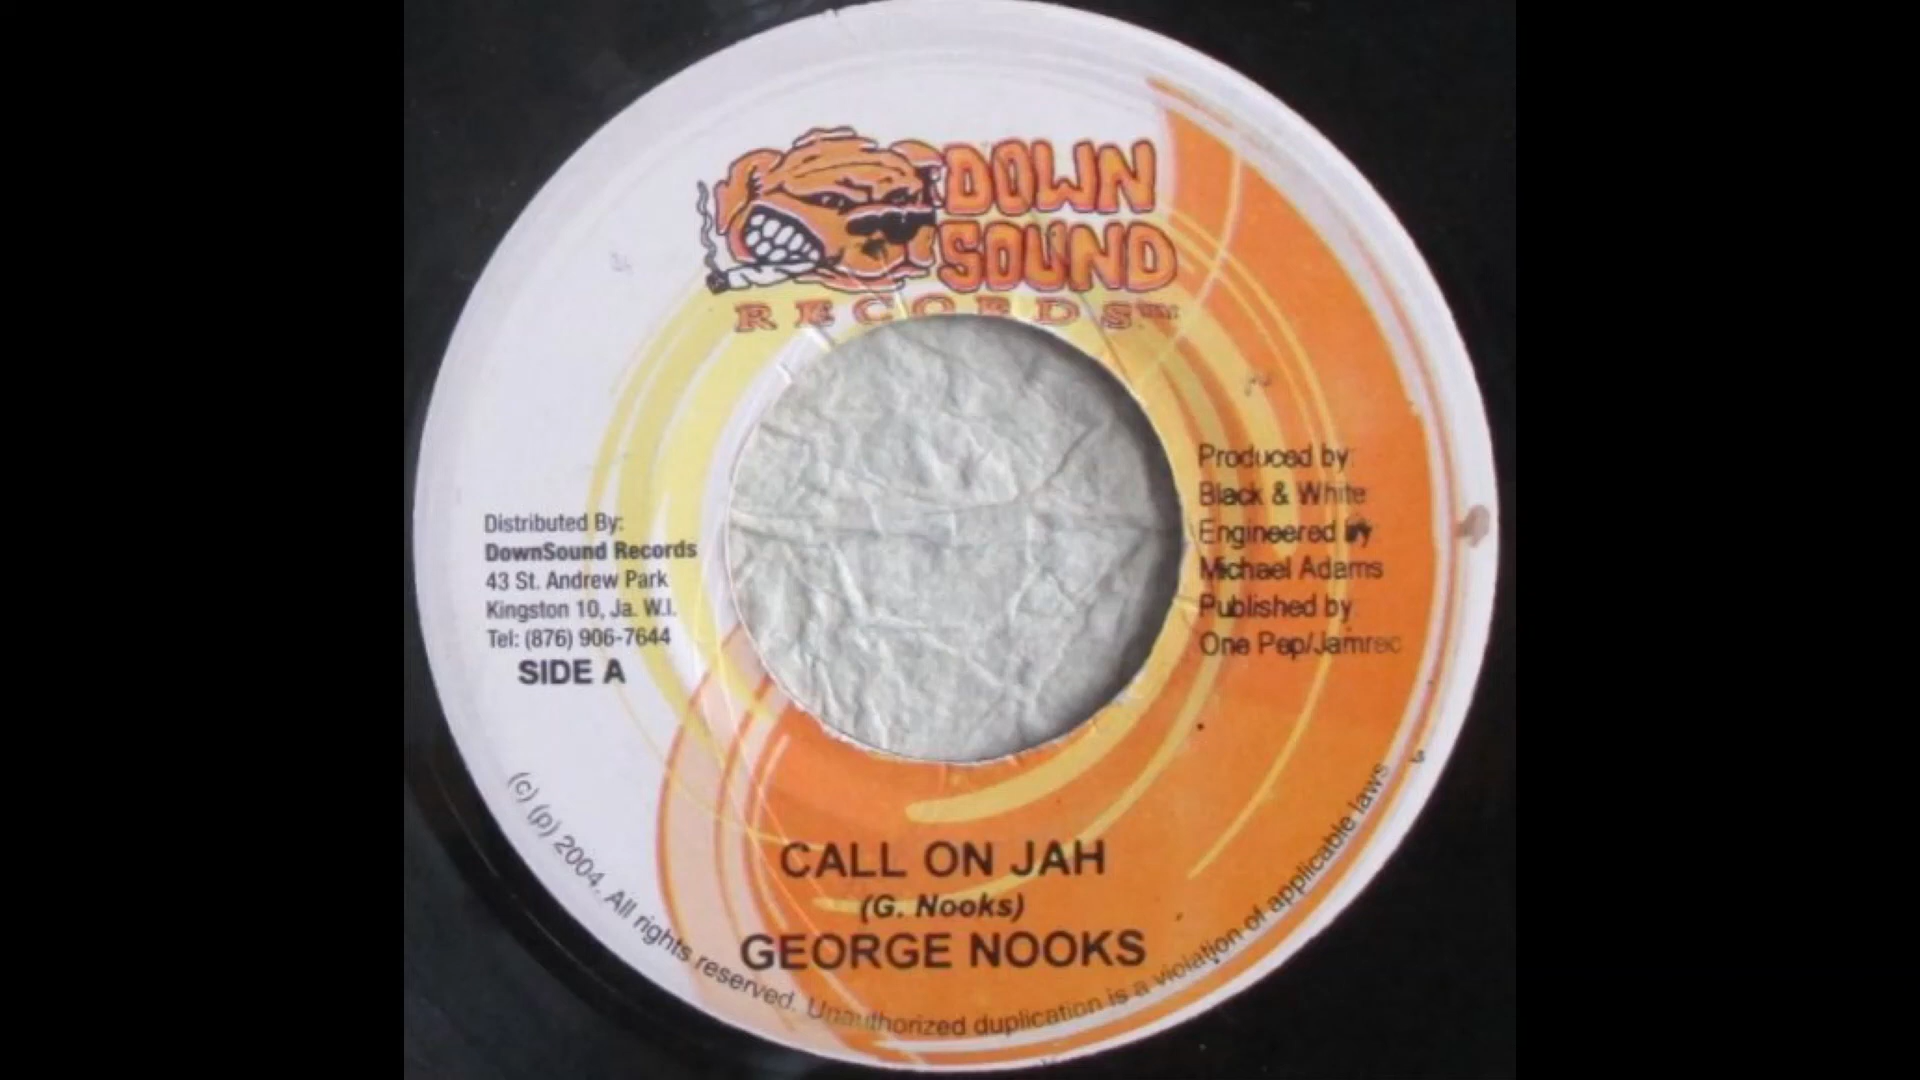 DOWN
SOUND
RECORDS™
Produced by:
Black & White
Engineered by:
Michael Adams
Published by:
One Pep/Jamrec
Distributed By:
DownSound Records
43 St. Andrew Park
Kingston 10, Ja. W.I.
Tel: (876) 906-7644
SIDE A
CALL ON JAH
(G. Nooks)
GEORGE NOOKS
(c) (p) 2004. All rights reserved. Unauthorized duplication is a violation of applicable laws